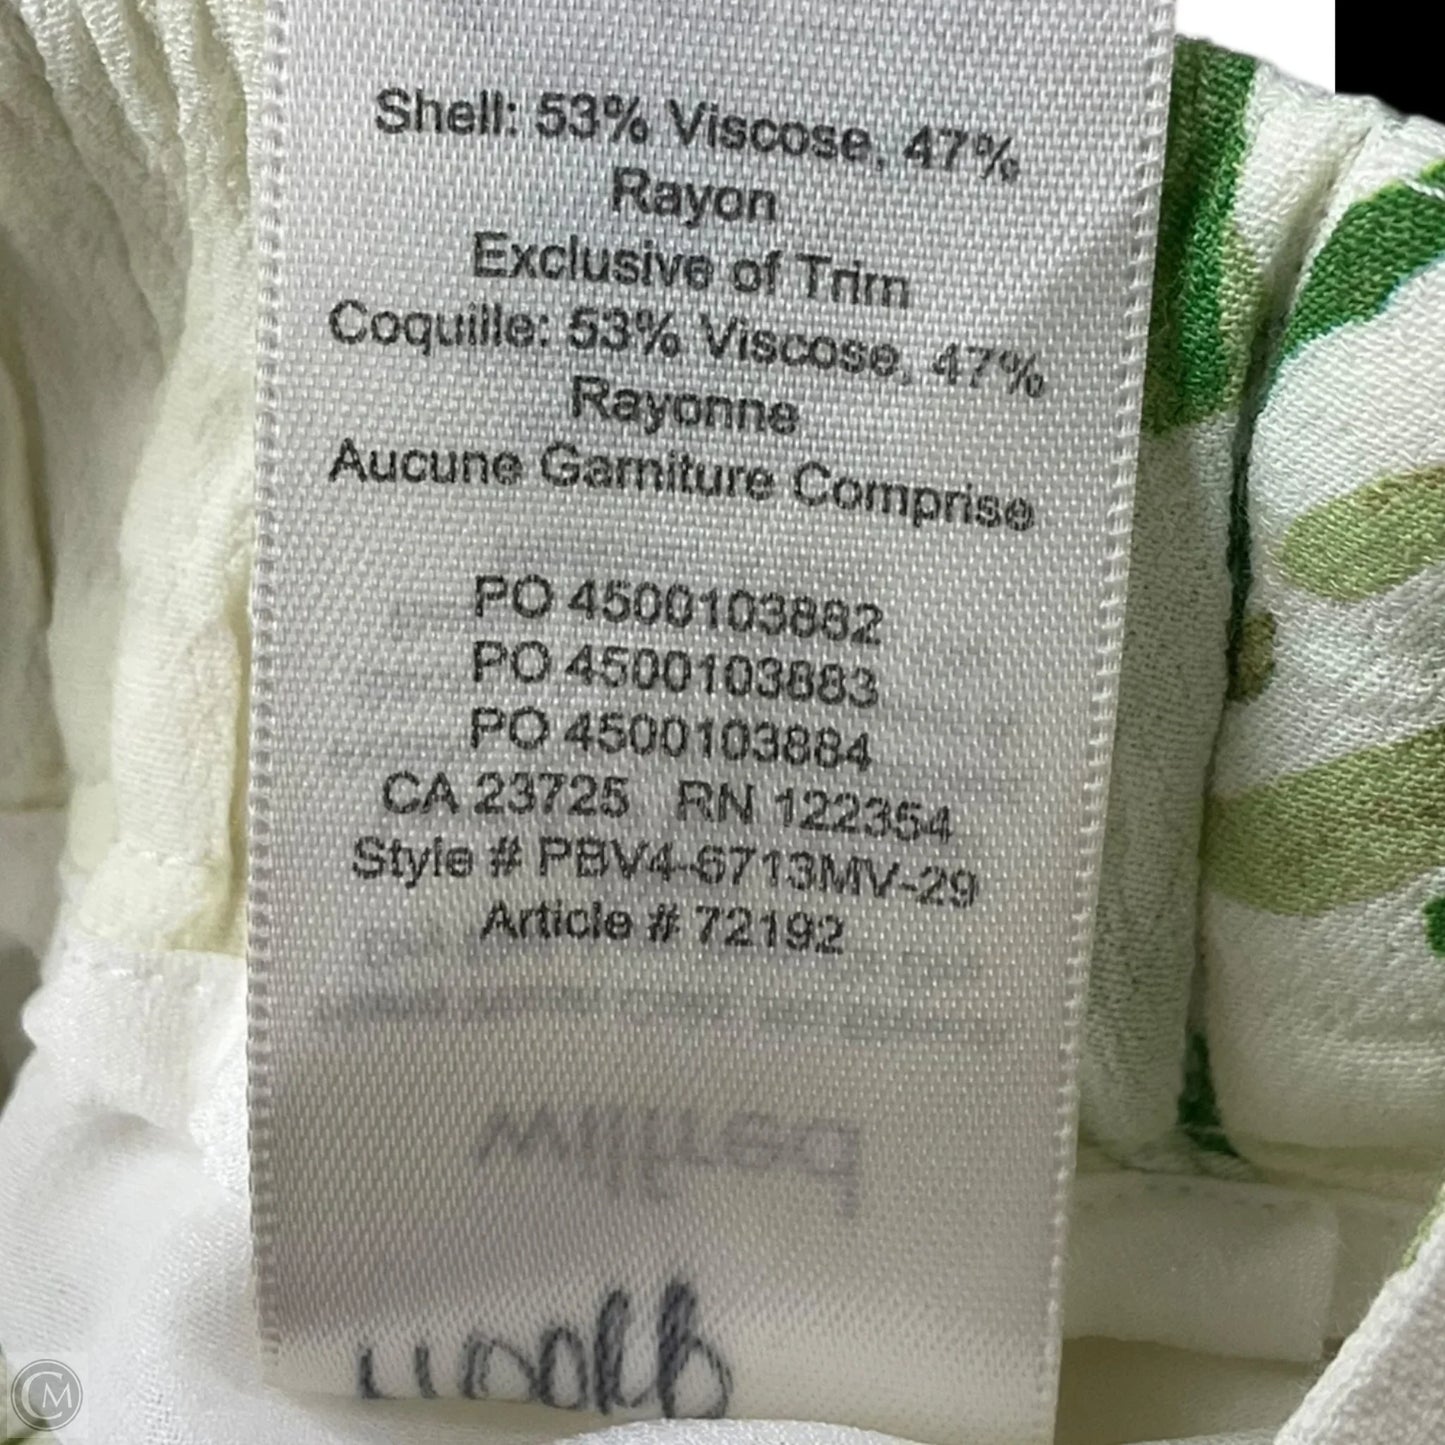 Shell: 53% Viscose, 47%
Rayon
Exclusive of Trim
Coquille: 53% Viscose, 47%
Rayonne
Aucune Garniture Comprise
PO 4500103882
PO 4500103883
PO 4500103884
CA 23725 RN 122354
Style # PBV4-6713MV-29
Article # 72192
CM